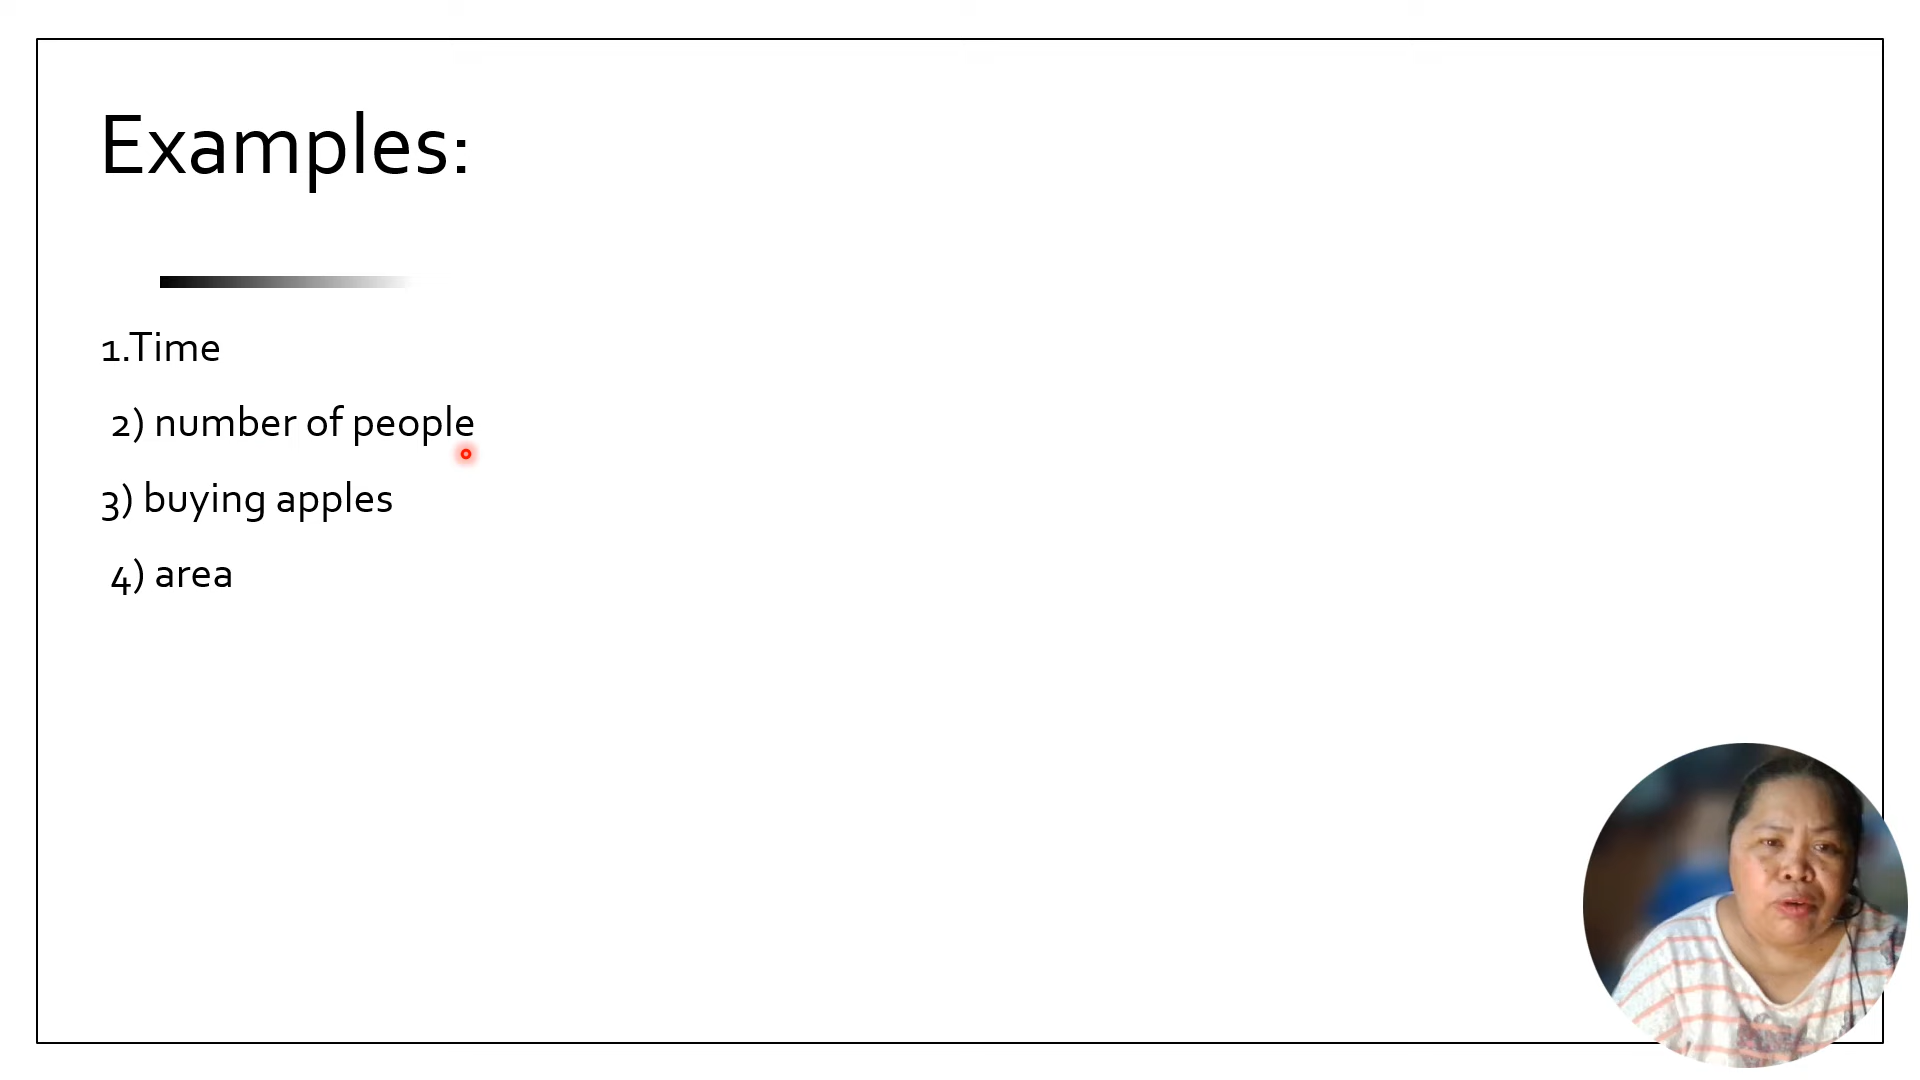 Examples:
1.Time
2) number of people
3) buying apples
4) area